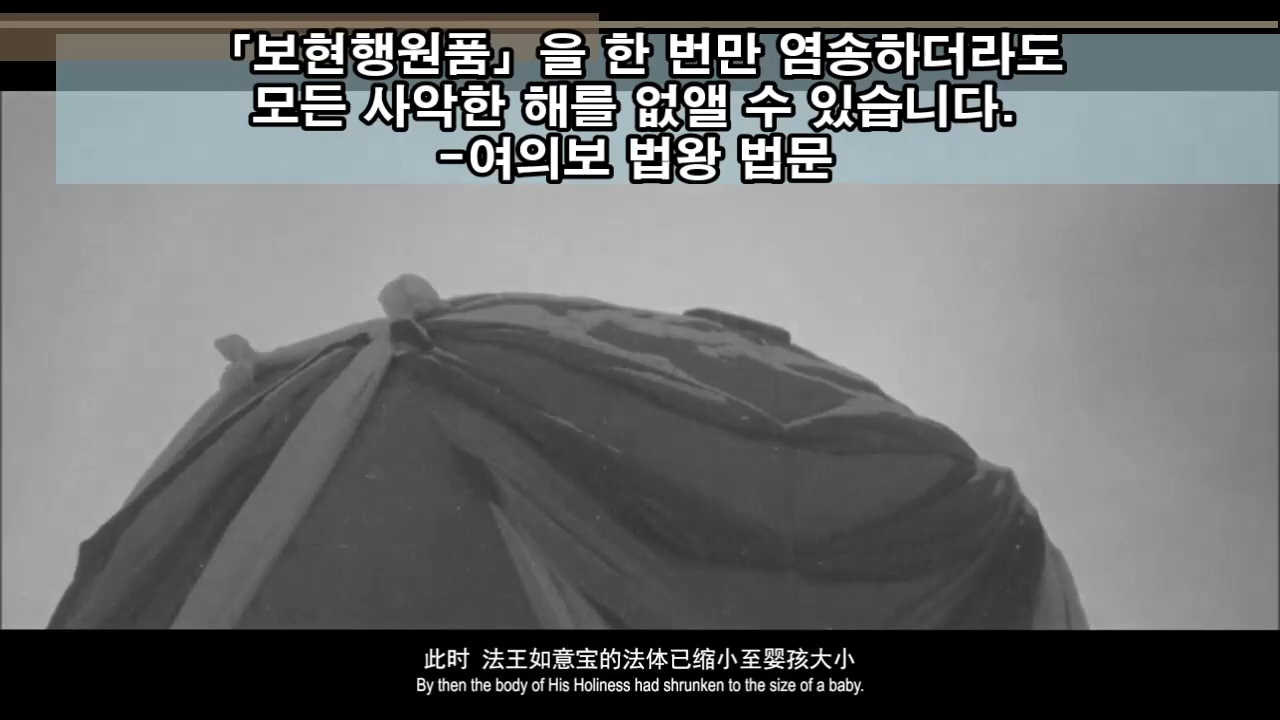 「보현행원품」을 한 번만 염송하더라도
모든 사악한 해를 없앨 수 있습니다.
-여의보 법왕 법문
此时 法王如意宝的法体已缩小至婴孩大小
By then the body of His Holiness had shrunken to the size of a baby.